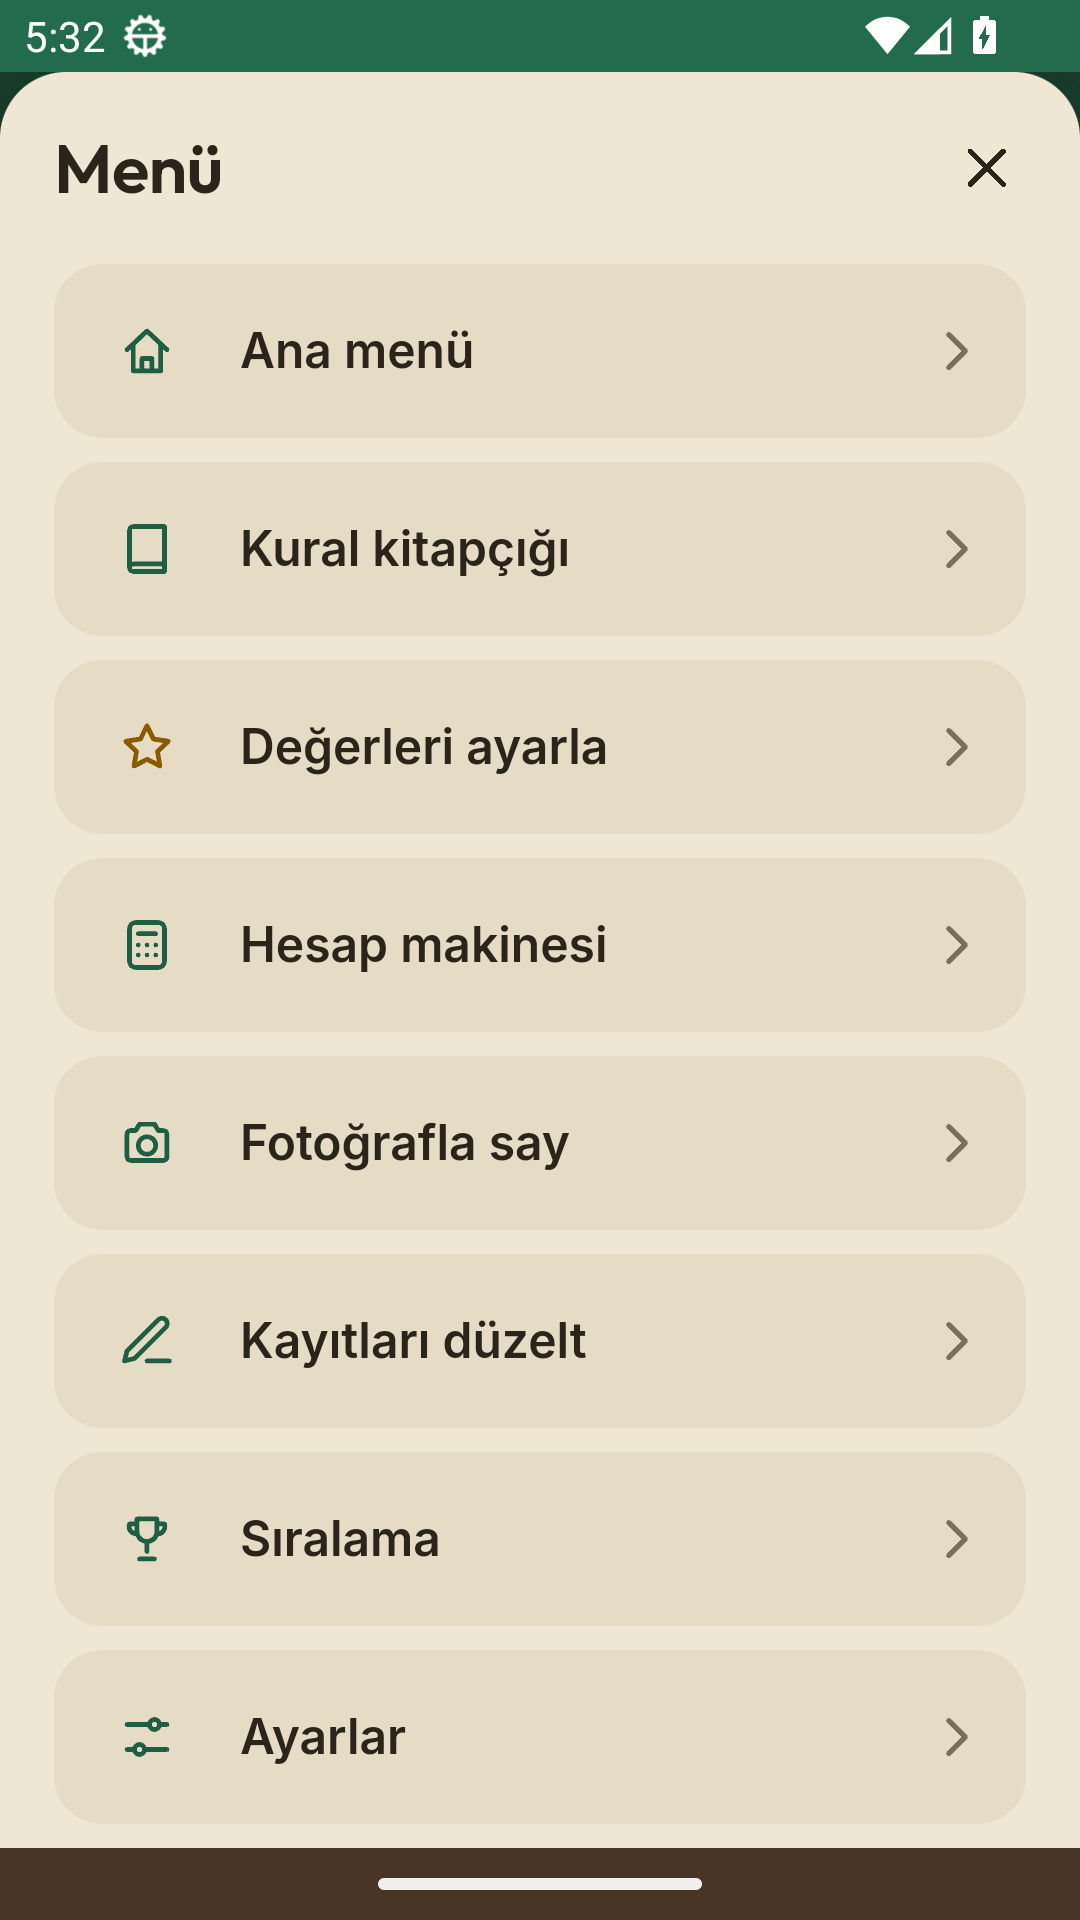 5:32
Menü
Ana menü
Kural kitapçığı
Değerleri ayarla
Hesap makinesi
Fotoğrafla say
Kayıtları düzelt
Sıralama
Ayarlar